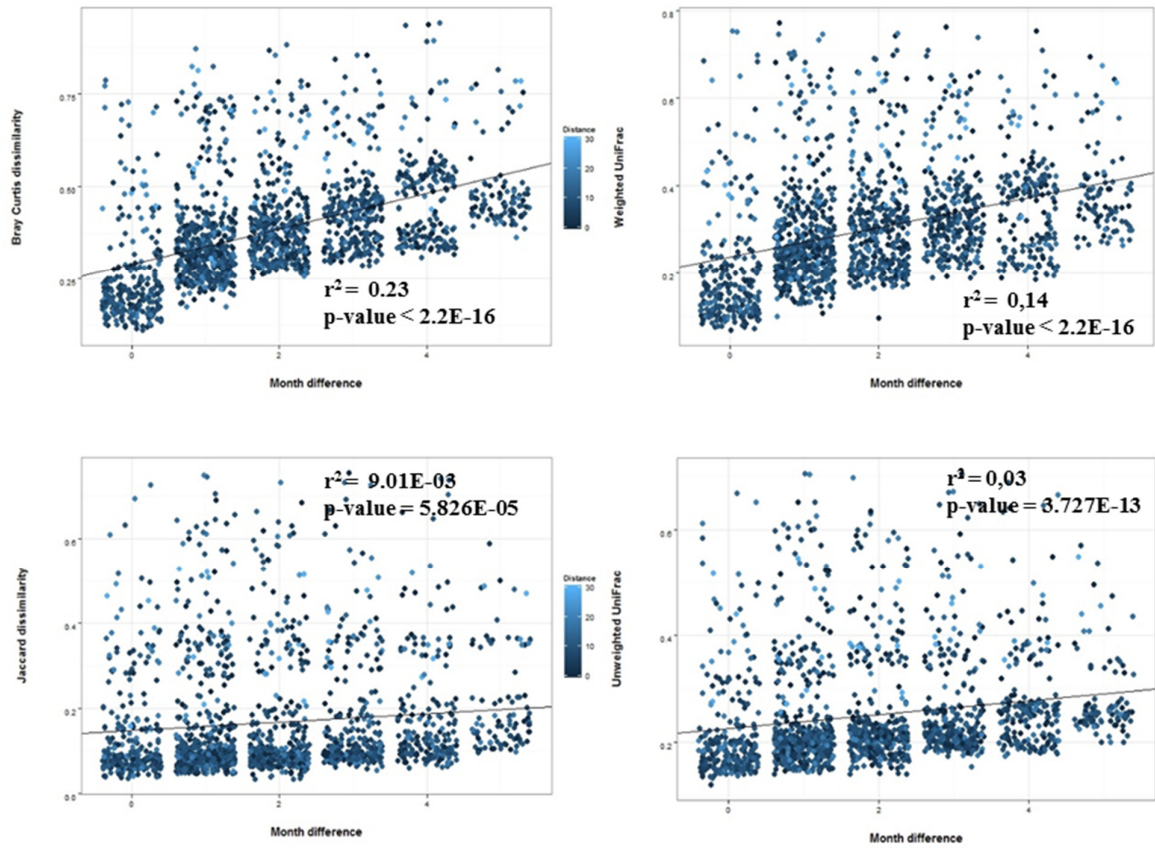 Bray Curtis dissimilarity
0.75
0.50
0.25
0
2
4
Month difference
r² = 0.23
p-value < 2.2E-16
Distance
30
20
10
0
Weighted UniFrac
0.8
0.6
0.4
0.2
0
2
4
Month difference
r² = 0,14
p-value < 2.2E-16
Jaccard dissimilarity
0.6
0.4
0.2
0.0
0
2
4
Month difference
r² = 9.01E-03
p-value = 5.826E-05
Distance
30
20
10
0
Unweighted UniFrac
0.6
0.4
0.2
0
2
4
Month difference
r² = 0,03
p-value = 3.727E-13